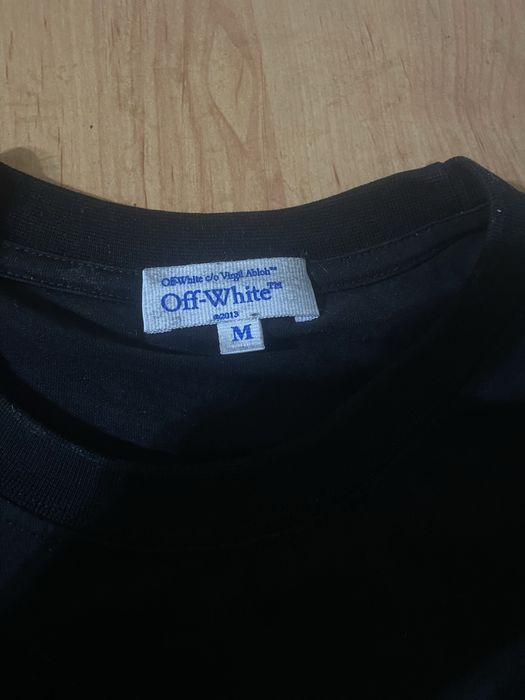 Off-White c/o Virgil Abloh™
Off-White™
©2013
M